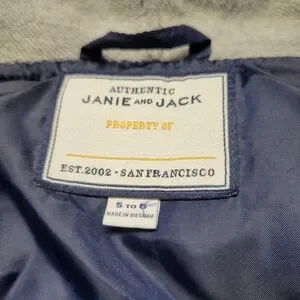 AUTHENTIC
JANIE AND JACK
PROPERTY OF
EST. 2002 - SAN FRANCISCO
5 TO 6
MADE IN VIETNAM